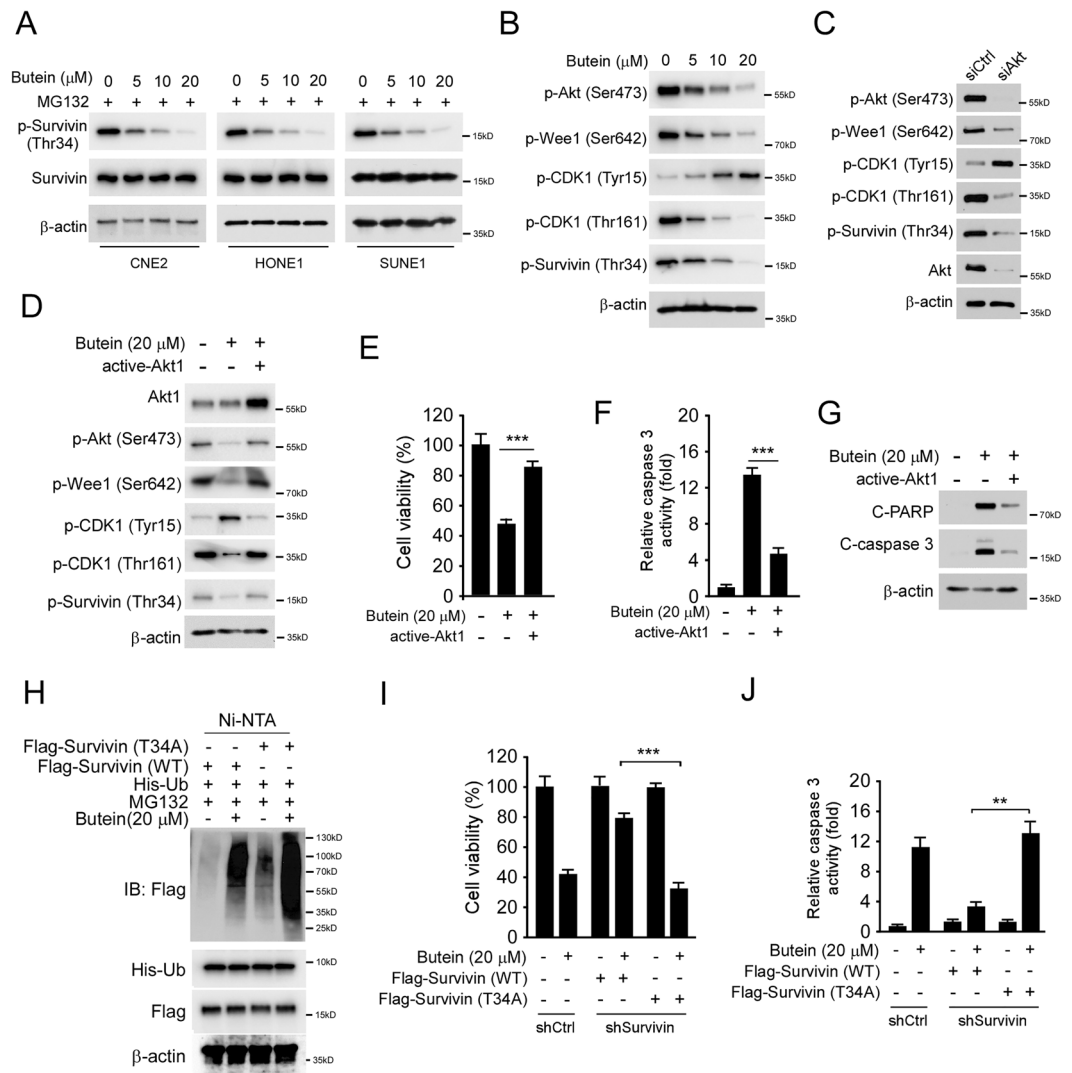 A
Butein (μM) 0 5 10 20 0 5 10 20 0 5 10 20
MG132 + + + + + + + + + + + +
p-Survivin
(Thr34)
15kD
Survivin
15kD
β-actin
35kD
CNE2 HONE1 SUNE1
B
Butein (μM) 0 5 10 20
p-Akt (Ser473)
55kD
p-Wee1 (Ser642)
70kD
p-CDK1 (Tyr15)
35kD
p-CDK1 (Thr161)
35kD
p-Survivin (Thr34)
15kD
β-actin
35kD
C
siCtrl siAkt
p-Akt (Ser473)
55kD
p-Wee1 (Ser642)
70kD
p-CDK1 (Tyr15)
35kD
p-CDK1 (Thr161)
35kD
p-Survivin (Thr34)
15kD
Akt
55kD
β-actin
35kD
D
Butein (20 μM) - + +
active-Akt1 - - +
Akt1
55kD
p-Akt (Ser473)
55kD
p-Wee1 (Ser642)
70kD
p-CDK1 (Tyr15)
35kD
p-CDK1 (Thr161)
35kD
p-Survivin (Thr34)
15kD
β-actin
35kD
E
Cell viability (%)
120
100
80
60
40
20
0
***
Butein (20 μM) - + +
active-Akt1 - - +
F
Relative caspase 3
activity (fold)
20
16
12
8
4
0
***
Butein (20 μM) - + +
active-Akt1 - - +
G
Butein (20 μM) - + +
active-Akt1 - - +
C-PARP
70kD
C-caspase 3
15kD
β-actin
35kD
H
Ni-NTA
Flag-Survivin (T34A) - - + +
Flag-Survivin (WT) + + - -
His-Ub + + + +
MG132 + + + +
Butein(20 μM) - + - +
IB: Flag
130kD
100kD
70kD
55kD
35kD
25kD
His-Ub
10kD
Flag
15kD
β-actin
35kD
I
Cell viability (%)
120
100
80
60
40
20
0
***
Butein (20 μM) - + - + - +
Flag-Survivin (WT) - - + + - -
Flag-Survivin (T34A) - - - - + +
shCtrl shSurvivin
J
Relative caspase 3
activity (fold)
20
16
12
8
4
0
**
Butein (20 μM) - + - + - +
Flag-Survivin (WT) - - + + - -
Flag-Survivin (T34A) - - - - + +
shCtrl shSurvivin